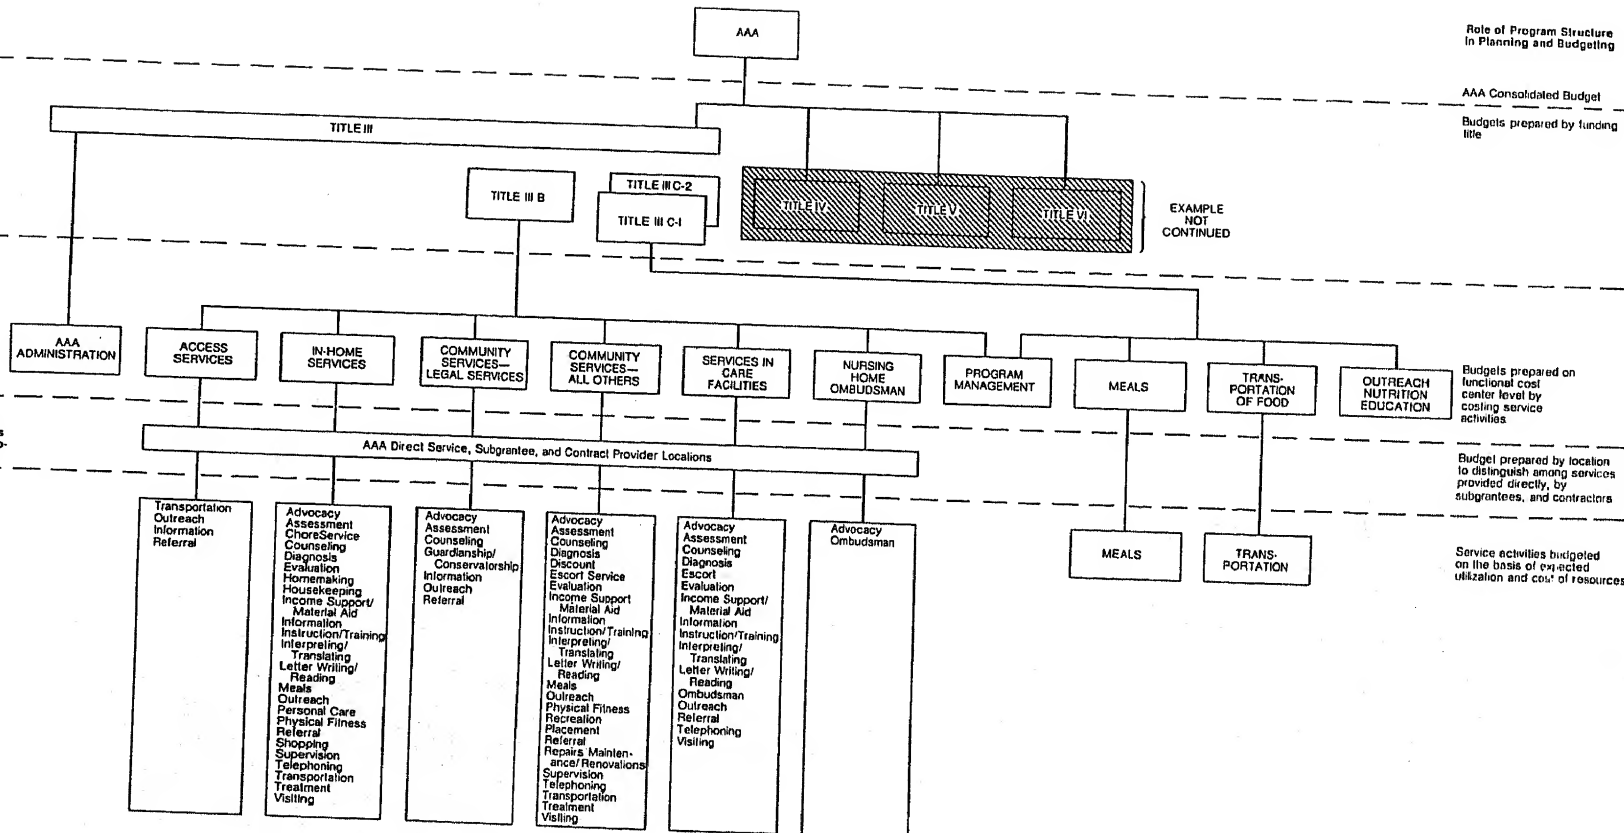 AAA
Role of Program Structure
in Planning and Budgeting
AAA Consolidated Budget
Budgets prepared by funding
title
TITLE III
TITLE III B
TITLE III C-2
TITLE III C-1
TITLE IV
TITLE V
TITLE VI
EXAMPLE
NOT
CONTINUED
AAA
ADMINISTRATION
ACCESS
SERVICES
IN-HOME
SERVICES
COMMUNITY
SERVICES—
LEGAL SERVICES
COMMUNITY
SERVICES—
ALL OTHERS
SERVICES IN
CARE
FACILITIES
NURSING
HOME
OMBUDSMAN
PROGRAM
MANAGEMENT
MEALS
TRANS-
PORTATION
OF FOOD
OUTREACH
NUTRITION
EDUCATION
Budgets prepared on
functional cost
center level by
costing service
activities
AAA Direct Service, Subgrantee, and Contract Provider Locations
Budget prepared by location
to distinguish among services
provided directly, by
subgrantees, and contractors
Transportation
Outreach
Information
Referral
Advocacy
Assessment
ChoreService
Counseling
Diagnosis
Evaluation
Homemaking
Housekeeping
Income Support/
Material Aid
Information
Instruction/Training
Interpreting/
Translating
Letter Writing/
Reading
Meals
Outreach
Personal Care
Physical Fitness
Referral
Shopping
Supervision
Telephoning
Transportation
Treatment
Visiting
Advocacy
Assessment
Counseling
Guardianship/
Conservatorship
Information
Outreach
Referral
Advocacy
Assessment
Counseling
Diagnosis
Discount
Escort Service
Evaluation
Income Support
Material Aid
Information
Instruction/Training
Interpreting/
Translating
Letter Writing/
Reading
Meals
Outreach
Physical Fitness
Recreation
Placement
Referral
Repairs Mainten-
ance/Renovations
Supervision
Telephoning
Transportation
Treatment
Visiting
Advocacy
Assessment
Counseling
Diagnosis
Escort
Evaluation
Income Support/
Material Aid
Information
Instruction/Training
Interpreting/
Translating
Letter Writing/
Reading
Ombudsman
Outreach
Referral
Telephoning
Visiting
Advocacy
Ombudsman
MEALS
TRANS-
PORTATION
Service activities budgeted
on the basis of expected
utilization and cost of resources